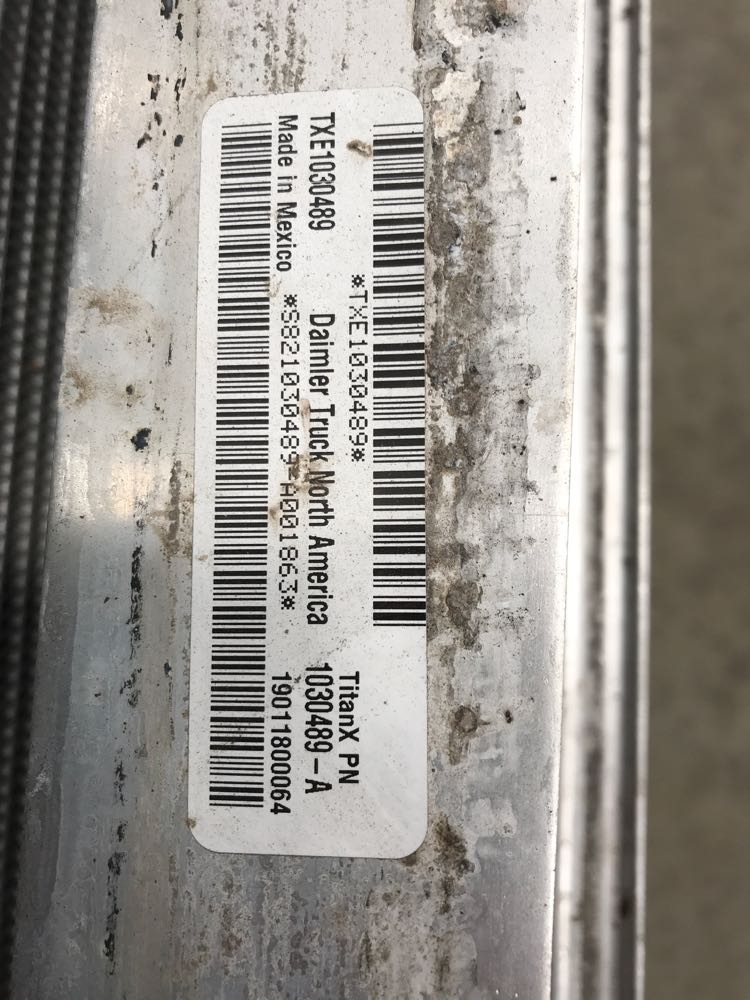 *TXE1030489*
TitanX PN
TXE1030489 Daimler Truck North America 1030489-A
Made in Mexico *S821030489-A001863* 19011800064